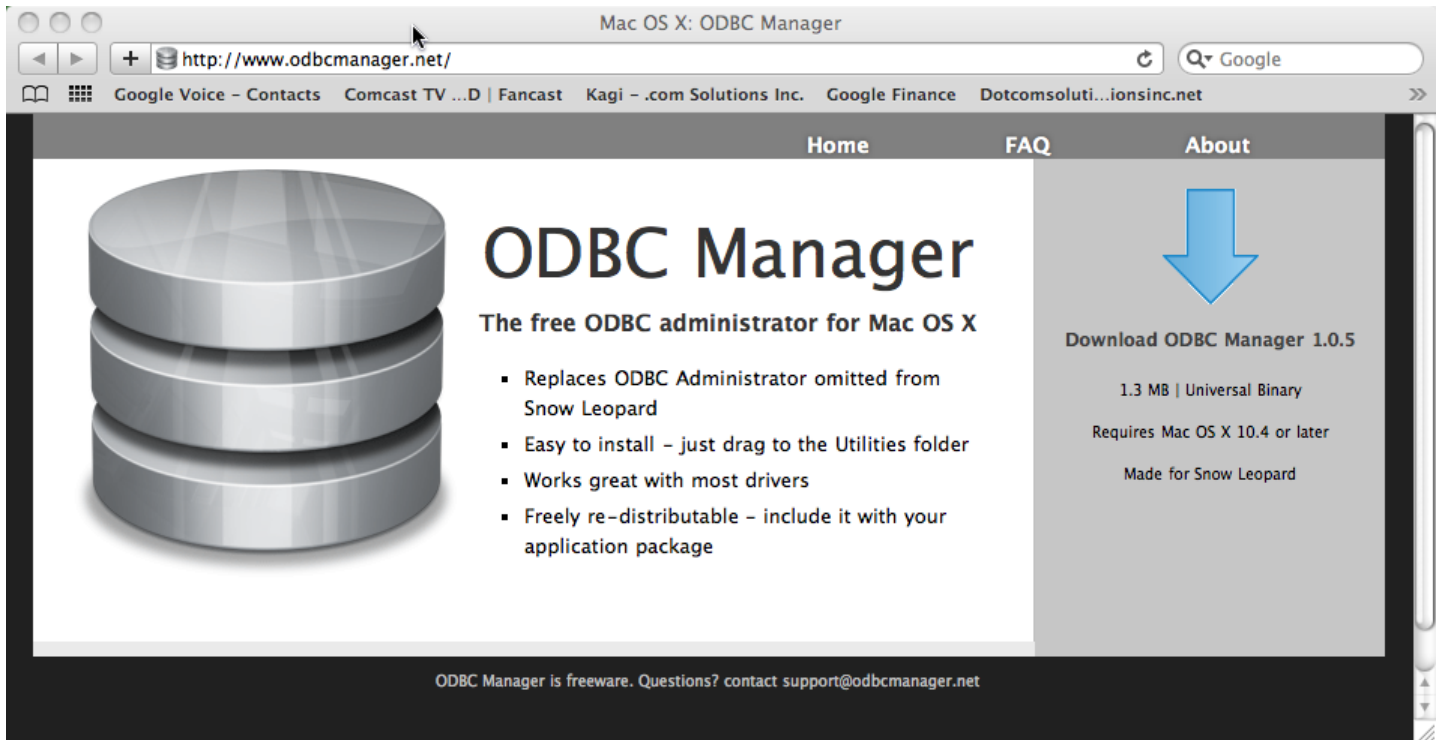 Mac OS X: ODBC Manager
http://www.odbcmanager.net/
Google
Google Voice – Contacts Comcast TV ...D | Fancast Kagi – .com Solutions Inc. Google Finance Dotcomsoluti...ionsinc.net
Home FAQ About
ODBC Manager
The free ODBC administrator for Mac OS X
▪ Replaces ODBC Administrator omitted from
Snow Leopard
▪ Easy to install – just drag to the Utilities folder
▪ Works great with most drivers
▪ Freely re-distributable – include it with your
application package
Download ODBC Manager 1.0.5
1.3 MB | Universal Binary
Requires Mac OS X 10.4 or later
Made for Snow Leopard
ODBC Manager is freeware. Questions? contact support@odbcmanager.net